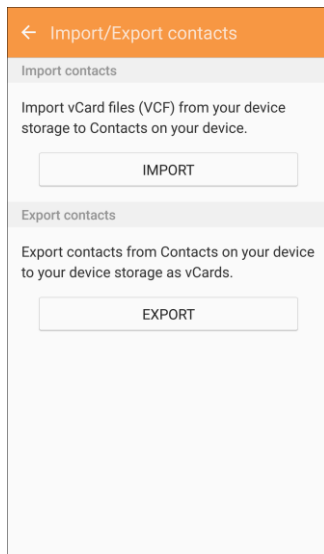 Import/Export contacts
Import contacts
Import vCard files (VCF) from your device
storage to Contacts on your device.
IMPORT
Export contacts
Export contacts from Contacts on your device
to your device storage as vCards.
EXPORT